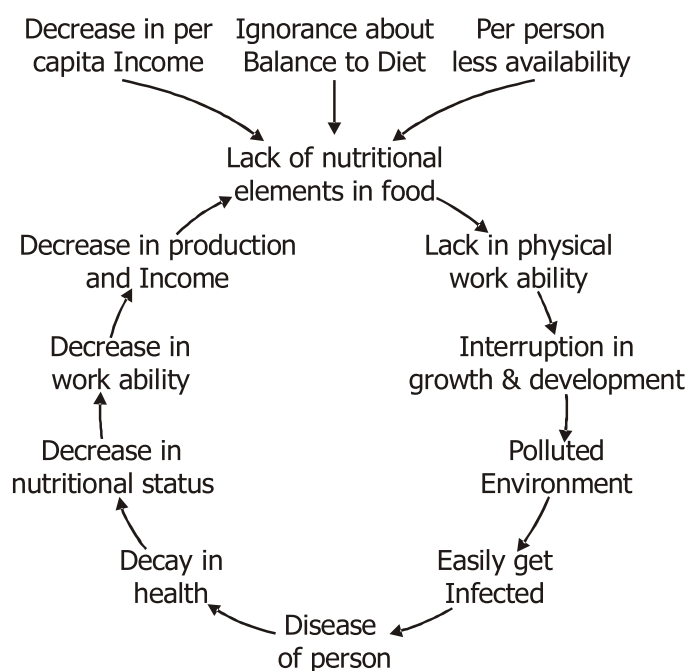 Decrease in per
capita Income
Ignorance about
Balance to Diet
Per person
less availability
Lack of nutritional
elements in food
Lack in physical
work ability
Interruption in
growth & development
Polluted
Environment
Easily get
Infected
Disease
of person
Decay in
health
Decrease in
nutritional status
Decrease in
work ability
Decrease in production
and Income